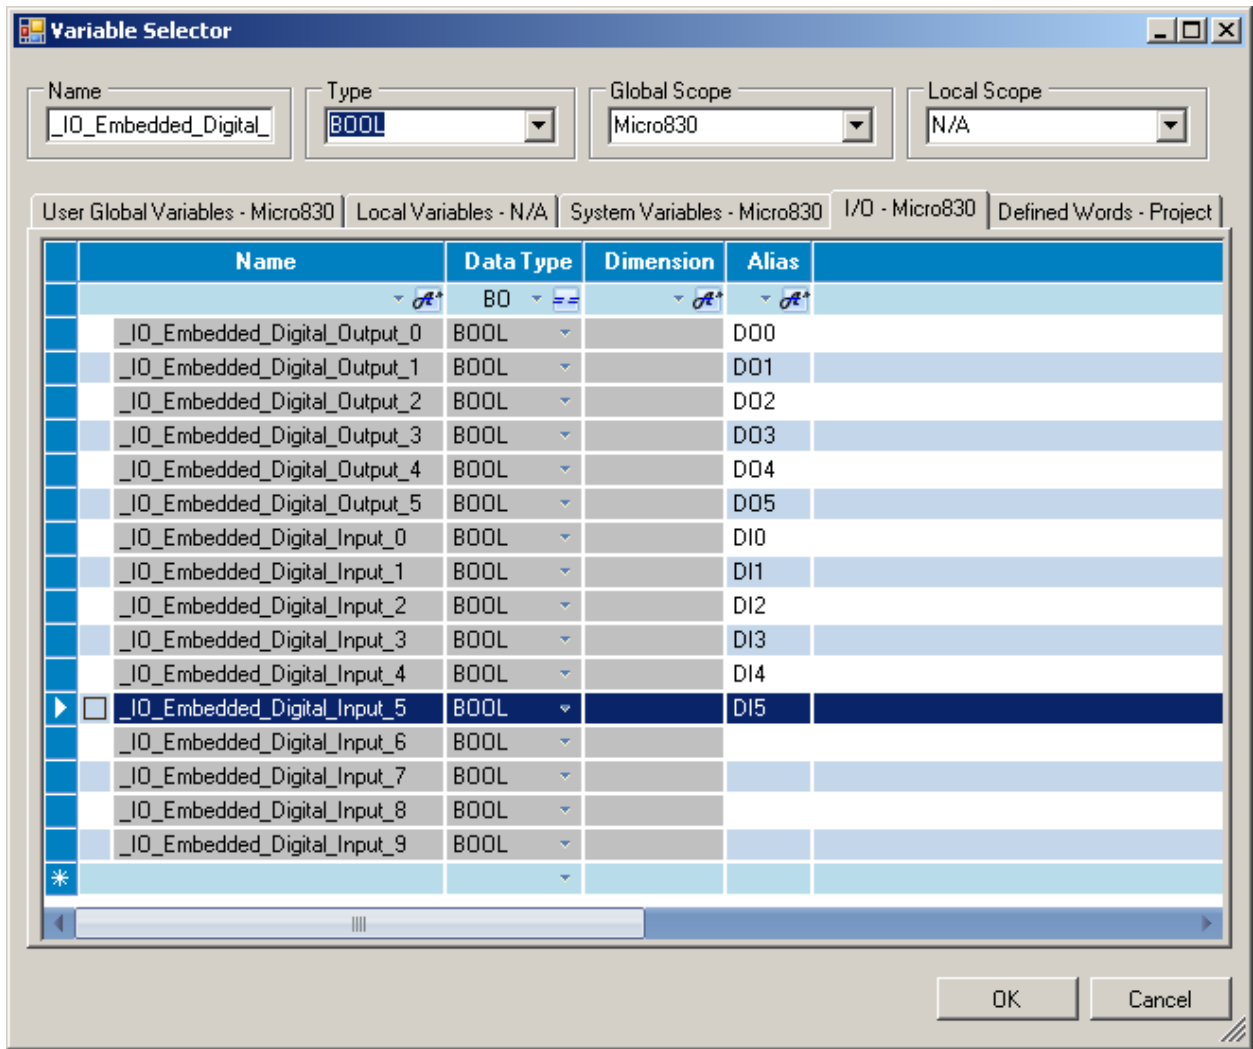 Variable Selector
Name Type Global Scope Local Scope
_IO_Embedded_Digital_ BOOL Micro830 N/A
User Global Variables - Micro830 Local Variables - N/A System Variables - Micro830 I/O - Micro830 Defined Words - Project
Name Data Type Dimension Alias
BO ==
_IO_Embedded_Digital_Output_0 BOOL DO0
_IO_Embedded_Digital_Output_1 BOOL DO1
_IO_Embedded_Digital_Output_2 BOOL DO2
_IO_Embedded_Digital_Output_3 BOOL DO3
_IO_Embedded_Digital_Output_4 BOOL DO4
_IO_Embedded_Digital_Output_5 BOOL DO5
_IO_Embedded_Digital_Input_0 BOOL DI0
_IO_Embedded_Digital_Input_1 BOOL DI1
_IO_Embedded_Digital_Input_2 BOOL DI2
_IO_Embedded_Digital_Input_3 BOOL DI3
_IO_Embedded_Digital_Input_4 BOOL DI4
_IO_Embedded_Digital_Input_5 BOOL DI5
_IO_Embedded_Digital_Input_6 BOOL
_IO_Embedded_Digital_Input_7 BOOL
_IO_Embedded_Digital_Input_8 BOOL
_IO_Embedded_Digital_Input_9 BOOL
OK Cancel